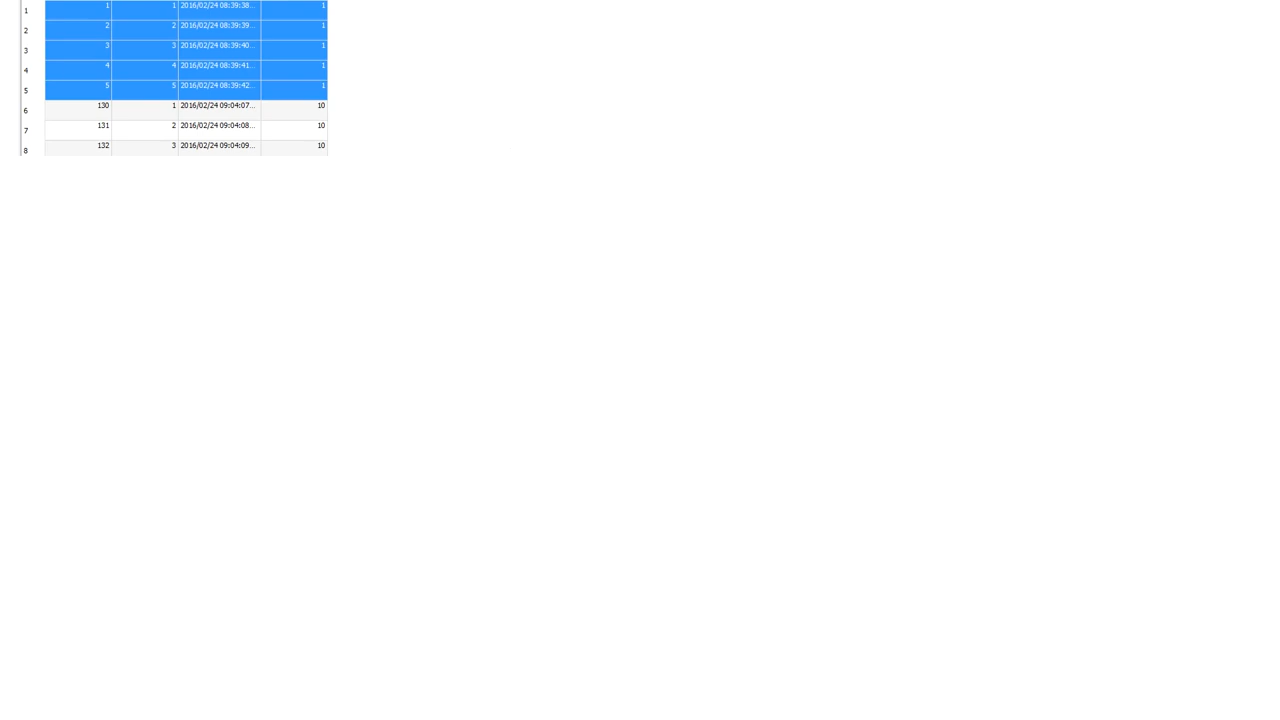 1 1 1 2016/02/24 08:39:38... 1
2 2 2 2016/02/24 08:39:39... 1
3 3 3 2016/02/24 08:39:40... 1
4 4 4 2016/02/24 08:39:41... 1
5 5 5 2016/02/24 08:39:42... 1
6 130 1 2016/02/24 09:04:07... 10
7 131 2 2016/02/24 09:04:08... 10
8 132 3 2016/02/24 09:04:09... 10